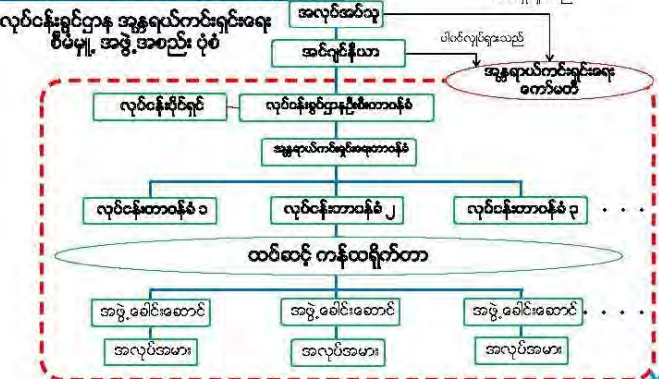 လုပ်ငန်းခွင်ဌာန အန္တရယ်ကင်းရှင်းရေး
စီမံမှု့ အဖွဲ့အစည်း ပုံစံ
အလုပ်အပ်သူ
အင်ဂျင်နီယာ
ပါဝင်လှုပ်ရှားသည်
အန္တရာယ်ကင်းရှင်းရေး
ကော်မတီ
လုပ်ငန်းပိုင်ရှင်
လုပ်ငန်းခွင်ဌာနဦးစီးတာဝန်ခံ
အန္တရာယ်ကင်းရှင်းရေးတာဝန်ခံ
လုပ်ငန်းတာဝန်ခံ ၁
လုပ်ငန်းတာဝန်ခံ ၂
လုပ်ငန်းတာဝန်ခံ ၃ . . . .
ထပ်ဆင့် ကန်ထရိုက်တာ
အဖွဲ့ခေါင်းဆောင်
အဖွဲ့ခေါင်းဆောင်
အဖွဲ့ခေါင်းဆောင် . . . .
အလုပ်အမား
အလုပ်အမား
အလုပ်အမား